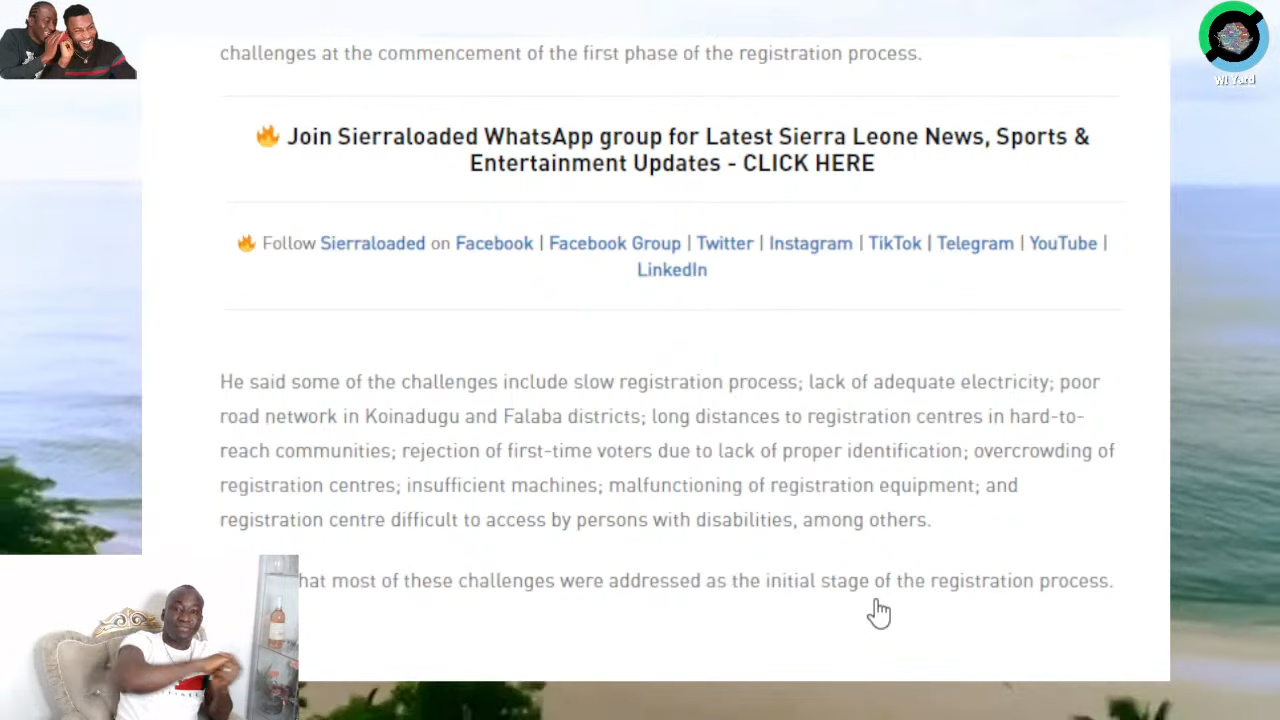 challenges at the commencement of the first phase of the registration process.
WI Yard
🔥 Join Sierraloaded WhatsApp group for Latest Sierra Leone News, Sports &
Entertainment Updates - CLICK HERE
🔥 Follow Sierraloaded on Facebook | Facebook Group | Twitter | Instagram | TikTok | Telegram | YouTube |
LinkedIn
He said some of the challenges include slow registration process; lack of adequate electricity; poor
road network in Koinadugu and Falaba districts; long distances to registration centres in hard-to-
reach communities; rejection of first-time voters due to lack of proper identification; overcrowding of
registration centres; insufficient machines; malfunctioning of registration equipment; and
registration centre difficult to access by persons with disabilities, among others.
hat most of these challenges were addressed as the initial stage of the registration process.